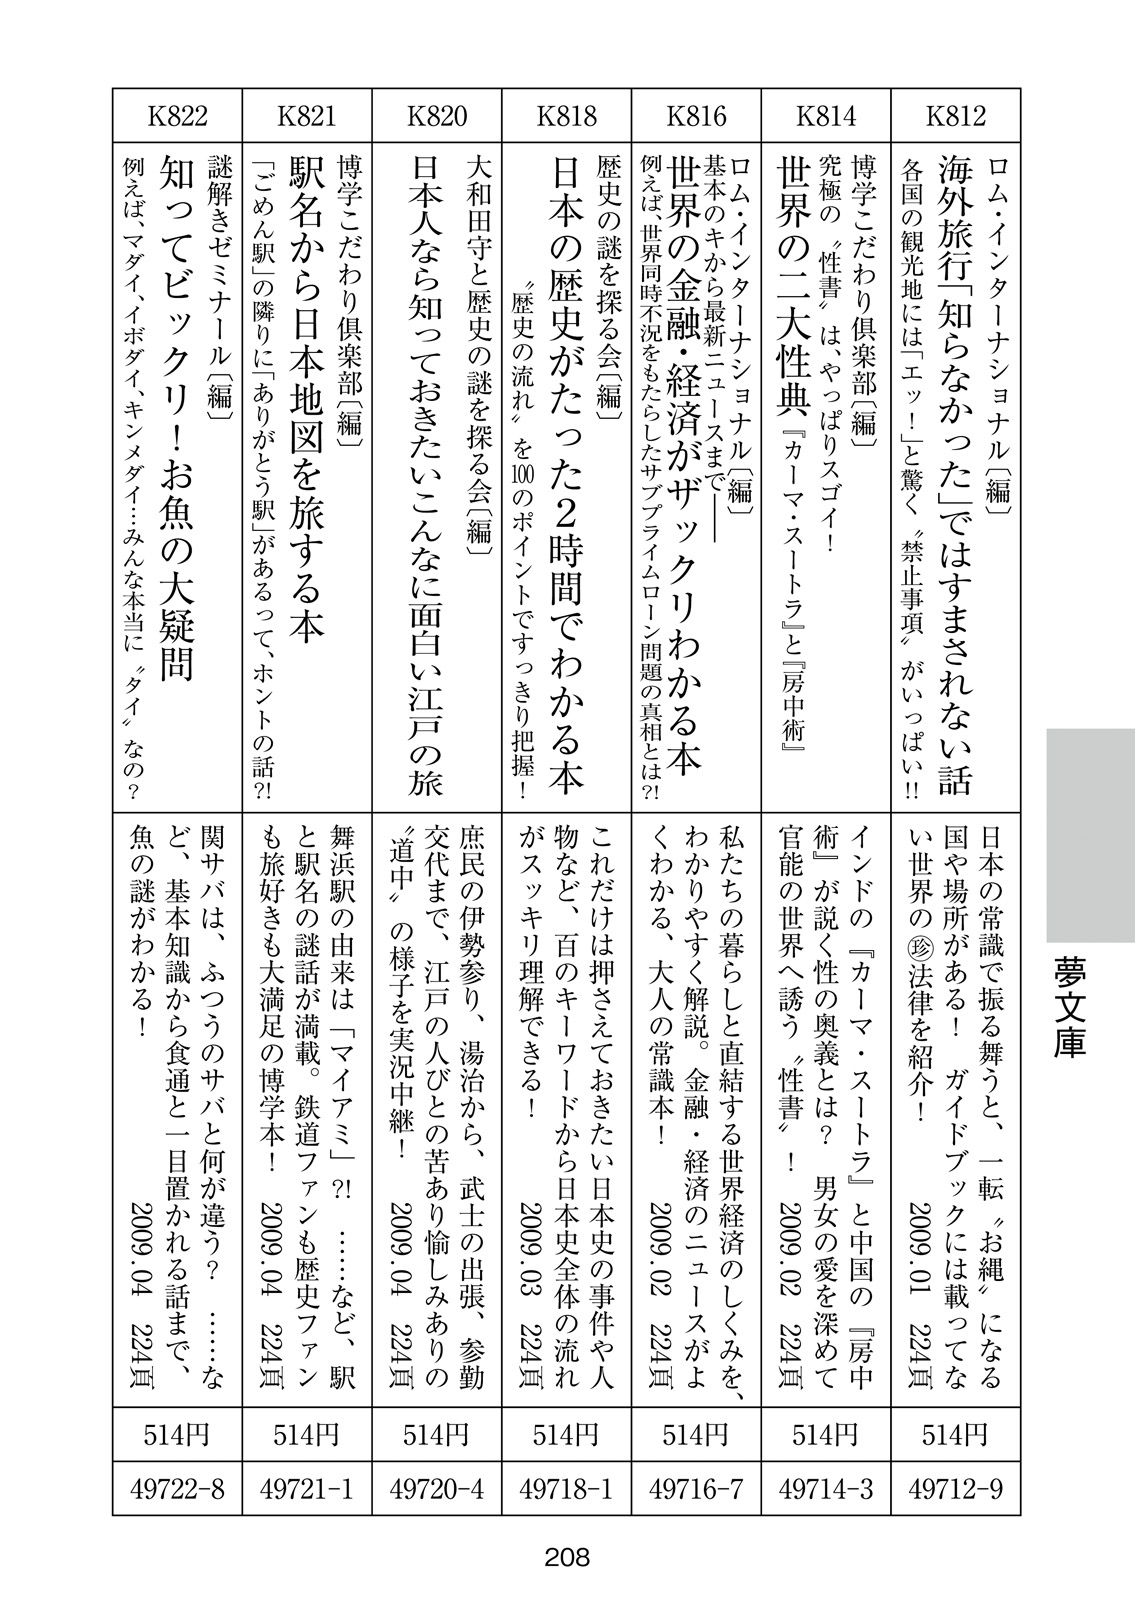 K812
ロム・インターナショナル〔編〕
海外旅行「知らなかった」ではすまされない話
各国の観光地には「エッ！」と驚く〝禁止事項〟がいっぱい!!
日本の常識で振る舞うと、一転〝お縄〟になる
国や場所がある！　ガイドブックには載ってな
い世界の㊩法律を紹介！　2009.01　224頁
514円
49712-9
K814
博学こだわり倶楽部〔編〕
究極の〝性書〟は、やっぱりスゴイ！
世界の二大性典『カーマ・スートラ』と『房中術』
インドの『カーマ・スートラ』と中国の『房中
術』が説く性の奥義とは？　男女の愛を深めて
官能の世界へ誘う〝性書〟！　2009.02　224頁
514円
49714-3
K816
ロム・インターナショナル〔編〕
基本のキから最新ニュースまで――
世界の金融・経済がザックリわかる本
例えば、世界同時不況をもたらしたサブプライムローン問題の真相とは?!
私たちの暮らしと直結する世界経済のしくみを、
わかりやすく解説。金融・経済のニュースがよ
くわかる、大人の常識本！　2009.02　224頁
514円
49716-7
K818
歴史の謎を探る会〔編〕
日本の歴史がたった2時間でわかる本
〝歴史の流れ〟を100のポイントですっきり把握！
これだけは押さえておきたい日本史の事件や人
物など、百のキーワードから日本史全体の流れ
がスッキリ理解できる！　2009.03　224頁
514円
49718-1
K820
大和田守と歴史の謎を探る会〔編〕
日本人なら知っておきたいこんなに面白い江戸の旅
庶民の伊勢参り、湯治から、武士の出張、参勤
交代まで、江戸の人びとの苦あり愉しみありの
〝道中〟の様子を実況中継！　2009.04　224頁
514円
49720-4
K821
博学こだわり倶楽部〔編〕
駅名から日本地図を旅する本
「ごめん駅」の隣りに「ありがとう駅」があるって、ホントの話?!
舞浜駅の由来は「マイアミ」?!　……など、駅
と駅名の謎話が満載。鉄道ファンも歴史ファン
も旅好きも大満足の博学本！　2009.04　224頁
514円
49721-1
K822
謎解きゼミナール〔編〕
知ってビックリ！お魚の大疑問
例えば、マダイ、イボダイ、キンメダイ…みんな本当に〝タイ〟なの？
関サバは、ふつうのサバと何が違う？　……な
ど、基本知識から食通と一目置かれる話まで、
魚の謎がわかる！　2009.04　224頁
514円
49722-8
夢文庫
208